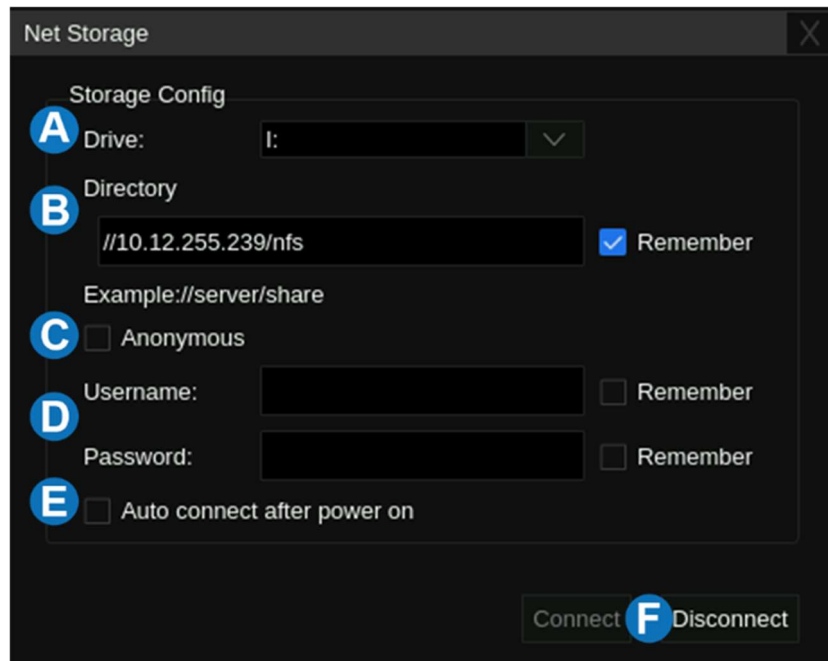 Net Storage X
Storage Config
A Drive: I:
Directory
B
//10.12.255.239/nfs Remember
Example://server/share
C Anonymous
Username: Remember
D
Password: Remember
E Auto connect after power on
Connect F Disconnect